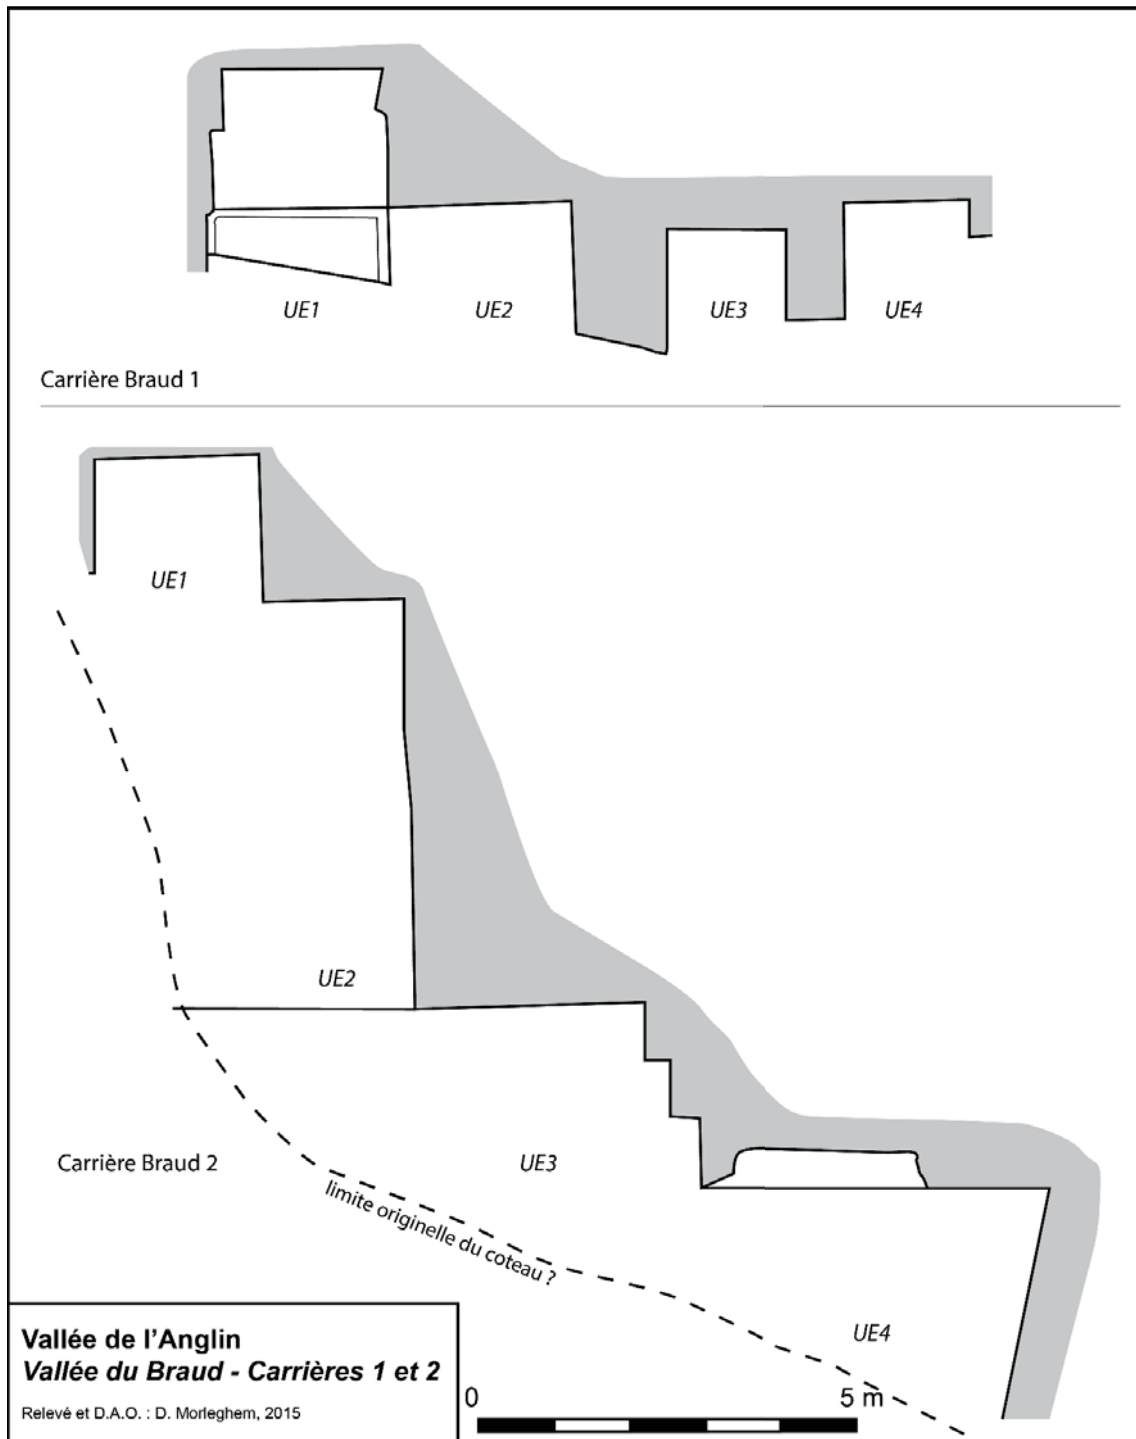 UE1
UE2
UE3
UE4
Carrière Braud 1
UE1
UE2
Carrière Braud 2
UE3
limite originelle du coteau ?
UE4
Vallée de l'Anglin
Vallée du Braud - Carrières 1 et 2
Relevé et D.A.O. : D. Morleghem, 2015
0 5 m